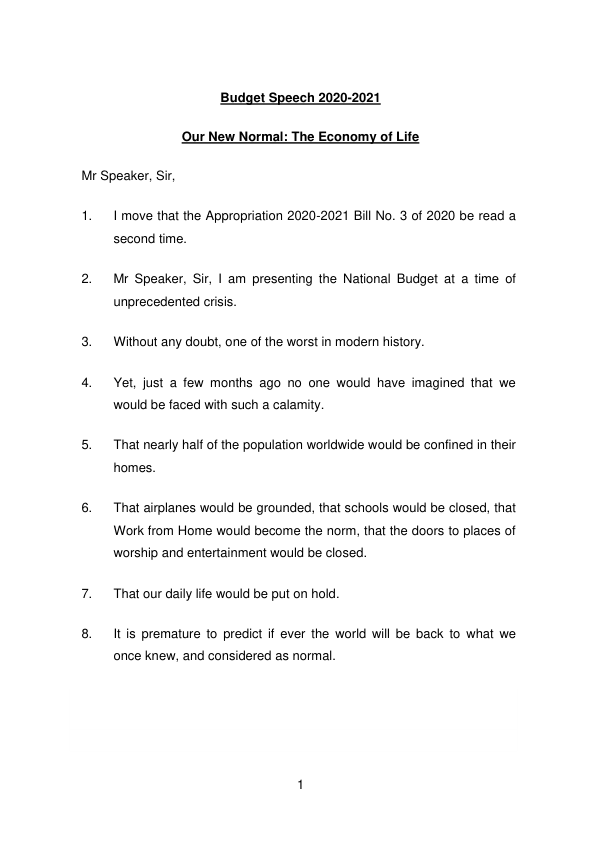 Budget Speech 2020-2021
Our New Normal: The Economy of Life
Mr Speaker, Sir,
1. I move that the Appropriation 2020-2021 Bill No. 3 of 2020 be read a
second time.
2. Mr Speaker, Sir, I am presenting the National Budget at a time of
unprecedented crisis.
3. Without any doubt, one of the worst in modern history.
4. Yet, just a few months ago no one would have imagined that we
would be faced with such a calamity.
5. That nearly half of the population worldwide would be confined in their
homes.
6. That airplanes would be grounded, that schools would be closed, that
Work from Home would become the norm, that the doors to places of
worship and entertainment would be closed.
7. That our daily life would be put on hold.
8. It is premature to predict if ever the world will be back to what we
once knew, and considered as normal.
1